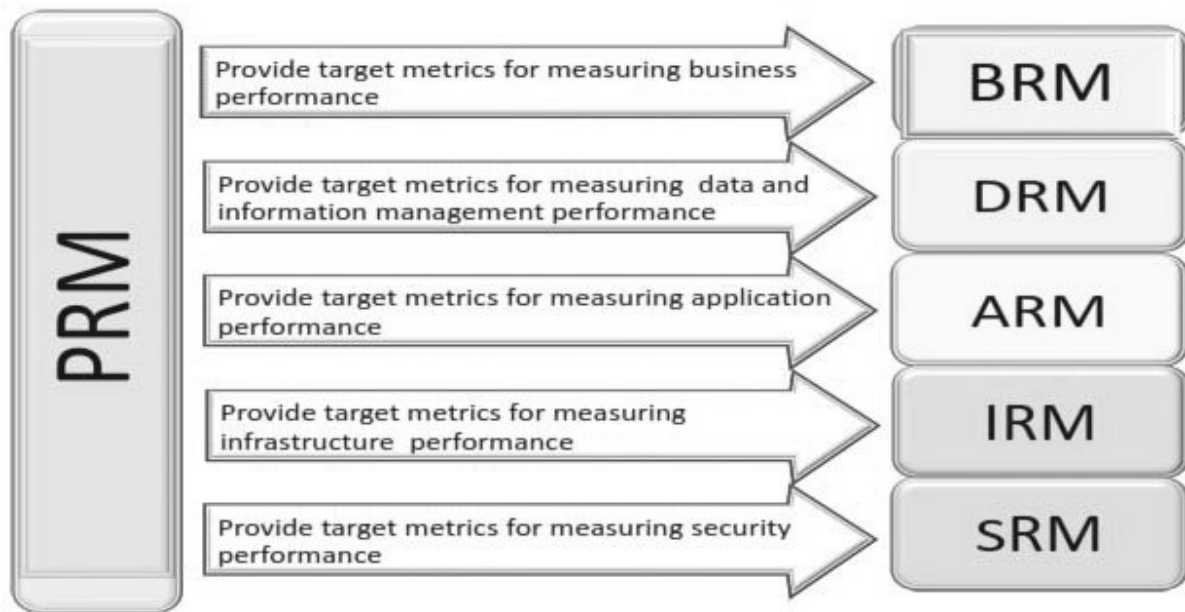 PRM
Provide target metrics for measuring business
performance
BRM
Provide target metrics for measuring data and
information management performance
DRM
Provide target metrics for measuring application
performance
ARM
Provide target metrics for measuring
infrastructure performance
IRM
Provide target metrics for measuring security
performance
sRM